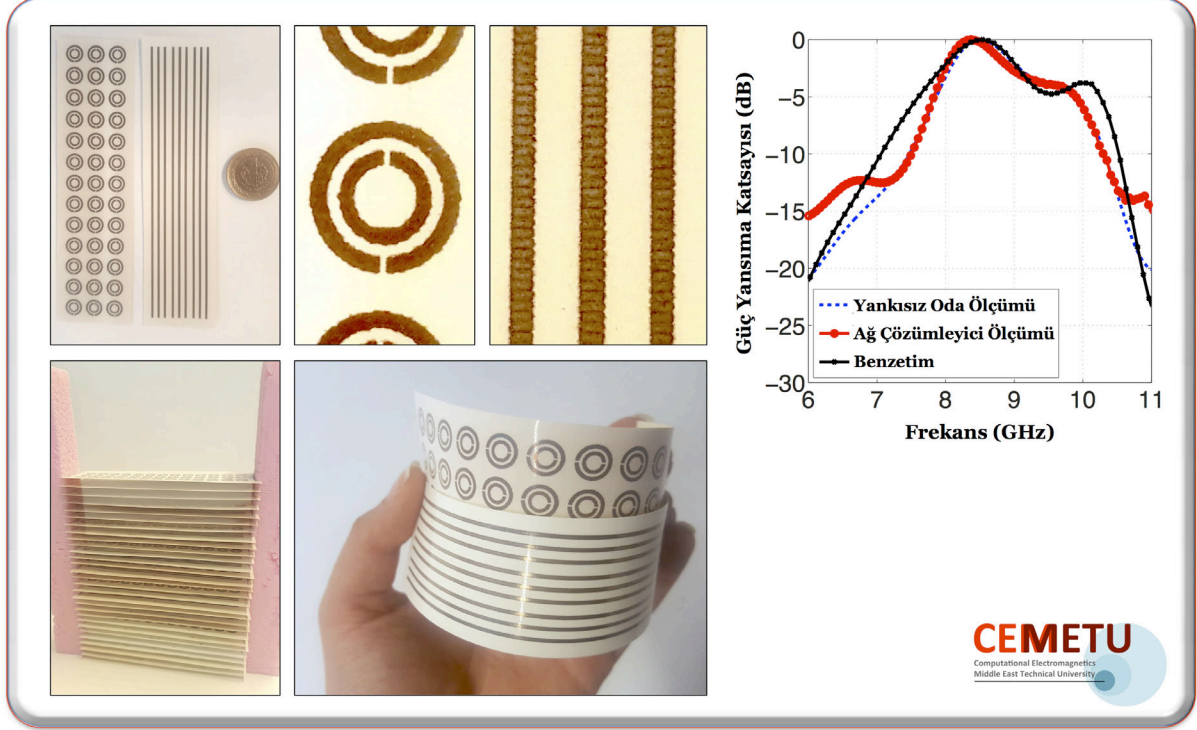 Güç Yansıma Katsayısı (dB)
0
−5
−10
−15
−20
−25
−30
6
7
8
9
10
11
Yankısız Oda Ölçümü
Ağ Çözümleyici Ölçümü
Benzetim
Frekans (GHz)
CEMETU
Computational Electromagnetics
Middle East Technical University